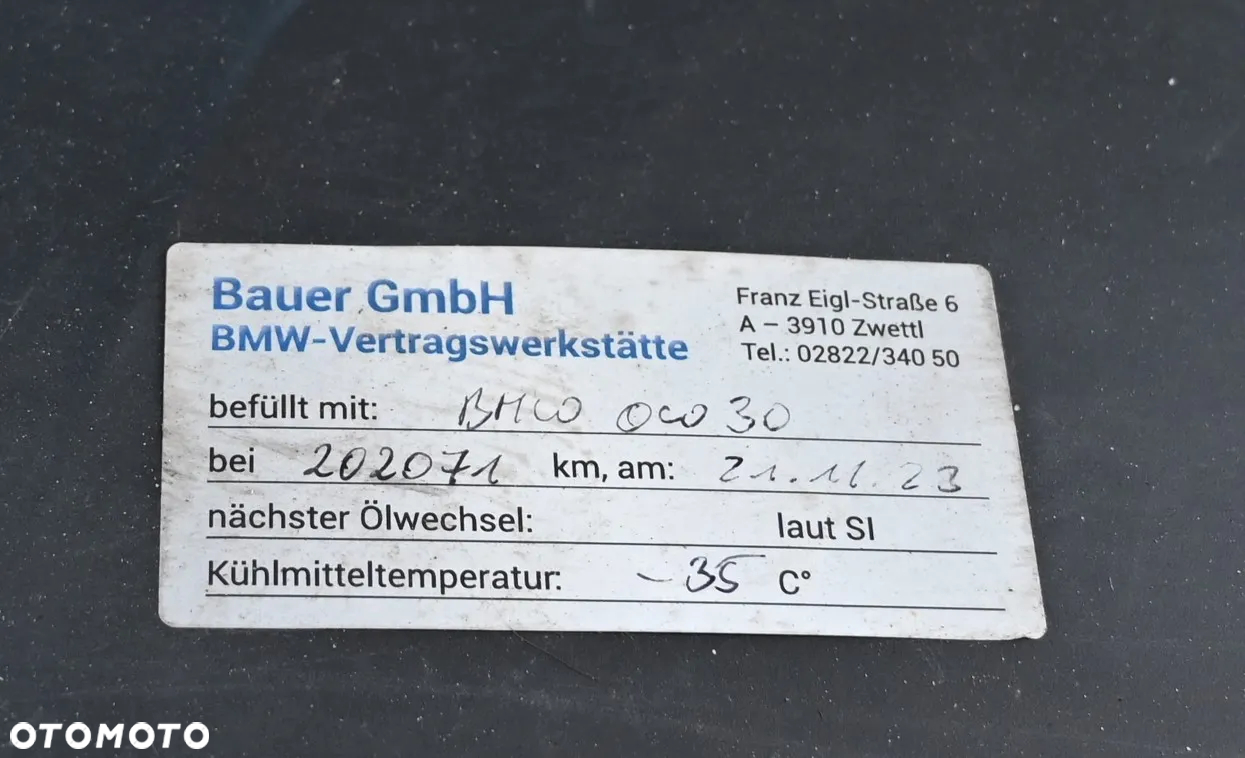 Bauer GmbH
BMW-Vertragswerkstätte
Franz Eigl-Straße 6
A – 3910 Zwettl
Tel.: 02822/340 50
befüllt mit: BMW 0W30
bei 202071 km, am: 21.11.23
nächster Ölwechsel: laut SI
Kühlmitteltemperatur: -35 C°
OTOMOTO